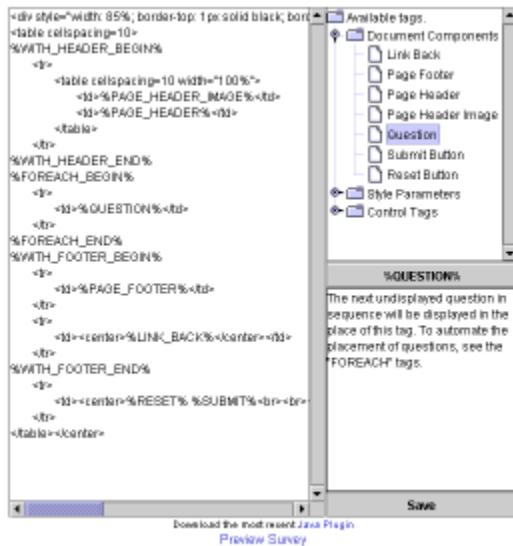 <div style="width: 85%; border-top: 1px solid black; bord
<table cellspacing=10>
%WITH_HEADER_BEGIN%
<tr>
<table cellspacing=10 width="100%">
<td>%PAGE_HEADER_IMAGE%</td>
<td>%PAGE_HEADER%</td>
</table>
</tr>
%WITH_HEADER_END%
%FOREACH_BEGIN%
<tr>
<td>%QUESTION%</td>
</tr>
%FOREACH_END%
%WITH_FOOTER_BEGIN%
<tr>
<td>%PAGE_FOOTER%</td>
</tr>
<tr>
<td><center>%LINK_BACK%</center><td>
</tr>
%WITH_FOOTER_END%
<tr>
<td><center>%RESET% %SUBMIT%<br><br>
</tr>
</table></center>
Available tags.
Document Components
Link Back
Page Footer
Page Header
Page Header Image
Question
Submit Button
Reset Button
Style Parameters
Control Tags
%QUESTION%
The next undisplayed question in
sequence will be displayed in the
place of this tag. To automate the
placement of questions, see the
"FOREACH" tags.
Save
Download the most recent Java Plugin
Preview Survey